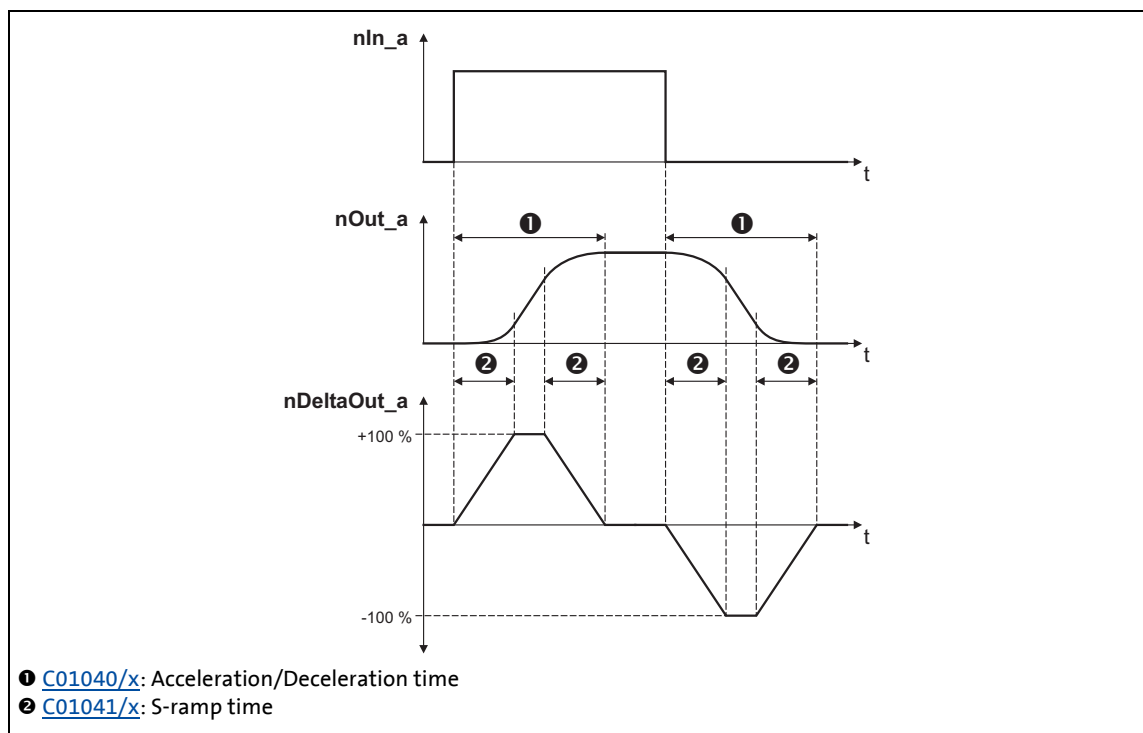 nIn_a
t
nOut_a
❶ ❶
t
❷ ❷ ❷ ❷
nDeltaOut_a
+100 %
t
-100 %
❶ C01040/x: Acceleration/Deceleration time
❷ C01041/x: S-ramp time